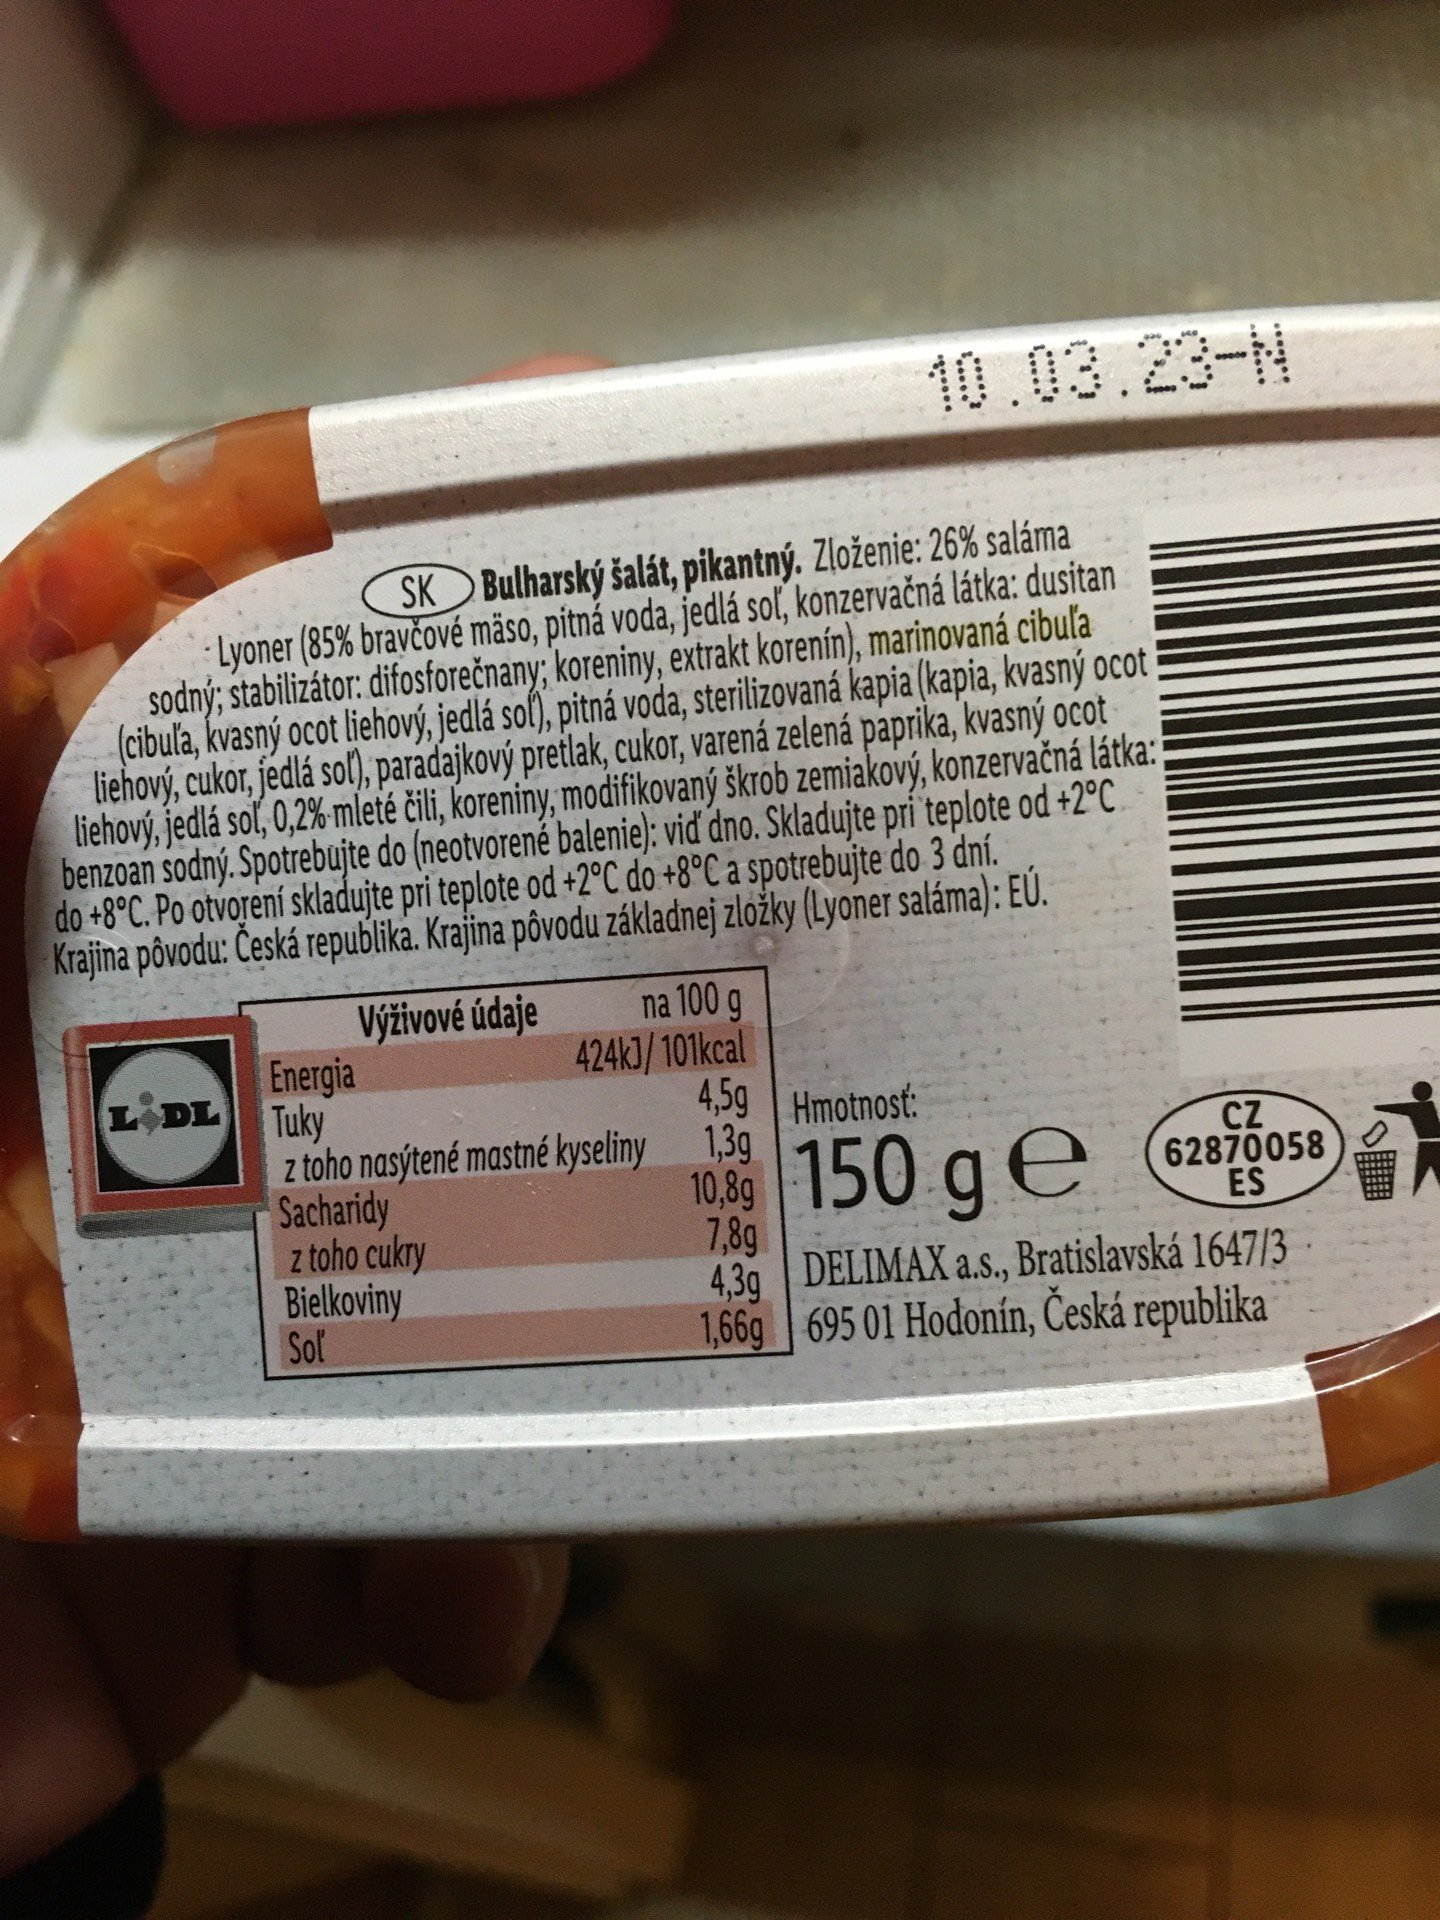 10.03.23-N
SK Bulharský šalát, pikantný. Zloženie: 26% saláma
Lyoner (85% bravčové mäso, pitná voda, jedlá soľ, konzervačná látka: dusitan
sodný; stabilizátor: difosforečnany; koreniny, extrakt korenín), marinovaná cibuľa
(cibuľa, kvasný ocot liehový, jedlá soľ), pitná voda, sterilizovaná kapia (kapia, kvasný ocot
liehový, cukor, jedlá soľ), paradajkový pretlak, cukor, varená zelená paprika, kvasný ocot
liehový, jedlá soľ, 0,2% mleté čili, koreniny, modifikovaný škrob zemiakový, konzervačná látka:
benzoan sodný. Spotrebujte do (neotvorené balenie): viď dno. Skladujte pri teplote od +2°C
do +8°C. Po otvorení skladujte pri teplote od +2°C do +8°C a spotrebujte do 3 dní.
Krajina pôvodu: Česká republika. Krajina pôvodu základnej zložky (Lyoner saláma): EÚ.
Výživové údaje na 100 g
Energia 424kJ/ 101kcal
Tuky 4,5g
z toho nasýtené mastné kyseliny 1,3g
Sacharidy 10,8g
z toho cukry 7,8g
Bielkoviny 4,3g
Soľ 1,66g
LIDL
Hmotnosť:
150 g e
CZ
62870058
ES
DELIMAX a.s., Bratislavská 1647/3
695 01 Hodonín, Česká republika